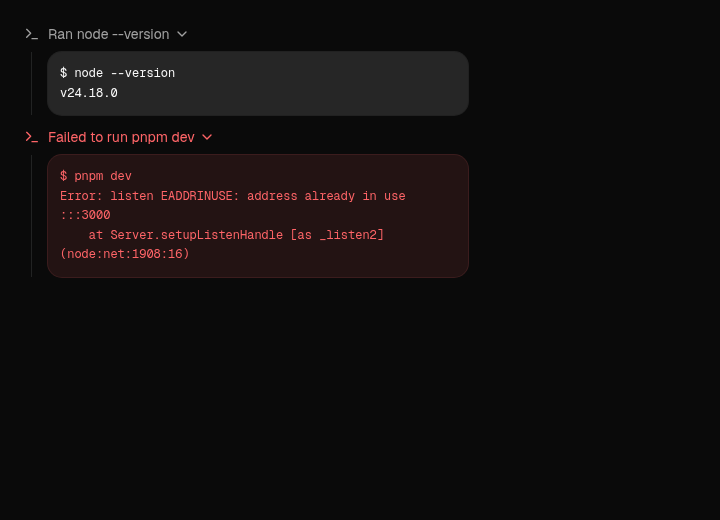 Ran node --version
$ node --version
v24.18.0
Failed to run pnpm dev
$ pnpm dev
Error: listen EADDRINUSE: address already in use
:::3000
    at Server.setupListenHandle [as _listen2]
(node:net:1908:16)